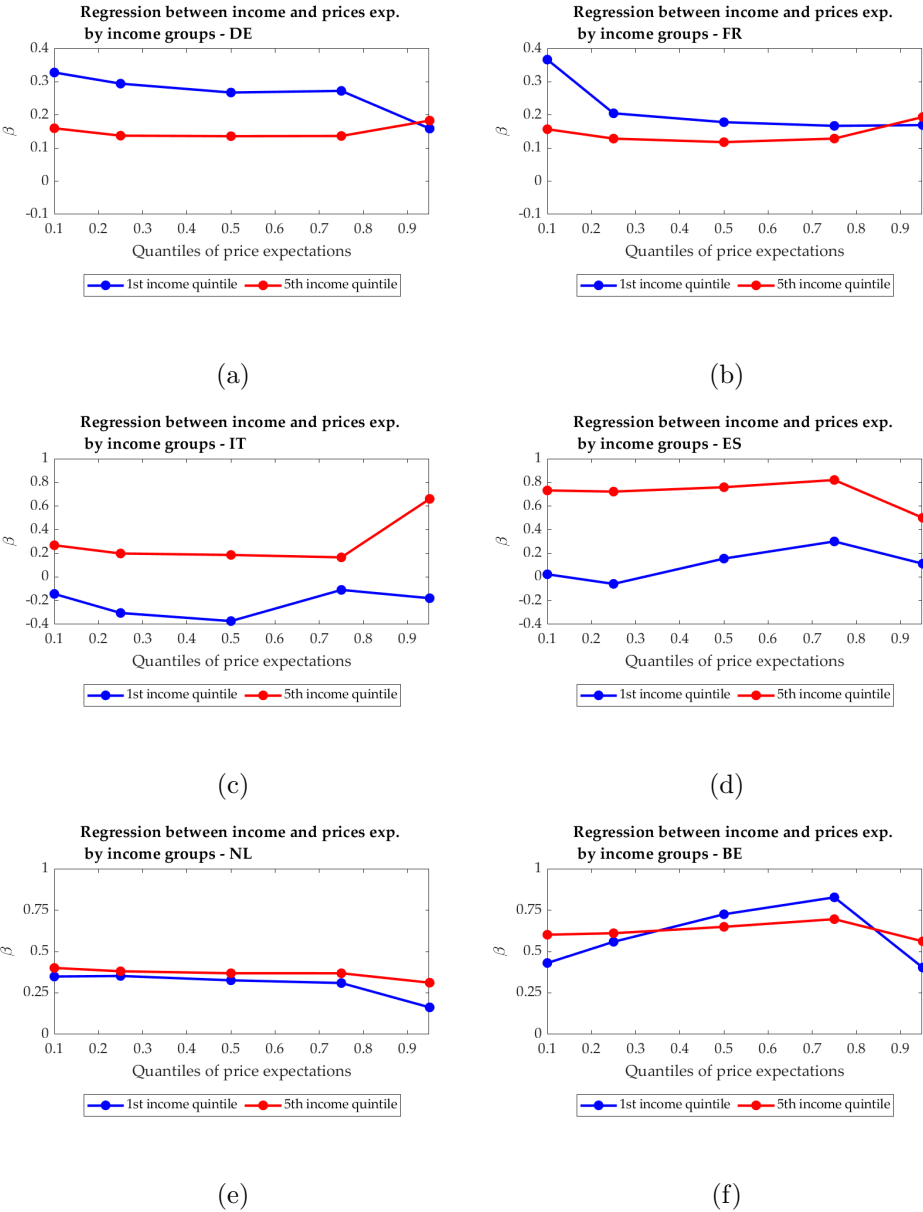 Regression between income and prices exp.
by income groups - DE
0.4
0.3
0.2
0.1
0
-0.1
β
0.1 0.2 0.3 0.4 0.5 0.6 0.7 0.8 0.9
Quantiles of price expectations
1st income quintile 5th income quintile
(a)
Regression between income and prices exp.
by income groups - FR
0.4
0.3
0.2
0.1
0
-0.1
β
0.1 0.2 0.3 0.4 0.5 0.6 0.7 0.8 0.9
Quantiles of price expectations
1st income quintile 5th income quintile
(b)
Regression between income and prices exp.
by income groups - IT
1
0.8
0.6
0.4
0.2
0
-0.2
-0.4
β
0.1 0.2 0.3 0.4 0.5 0.6 0.7 0.8 0.9
Quantiles of price expectations
1st income quintile 5th income quintile
(c)
Regression between income and prices exp.
by income groups - ES
1
0.8
0.6
0.4
0.2
0
-0.2
-0.4
β
0.1 0.2 0.3 0.4 0.5 0.6 0.7 0.8 0.9
Quantiles of price expectations
1st income quintile 5th income quintile
(d)
Regression between income and prices exp.
by income groups - NL
1
0.75
0.5
0.25
0
β
0.1 0.2 0.3 0.4 0.5 0.6 0.7 0.8 0.9
Quantiles of price expectations
1st income quintile 5th income quintile
(e)
Regression between income and prices exp.
by income groups - BE
1
0.75
0.5
0.25
0
β
0.1 0.2 0.3 0.4 0.5 0.6 0.7 0.8 0.9
Quantiles of price expectations
1st income quintile 5th income quintile
(f)